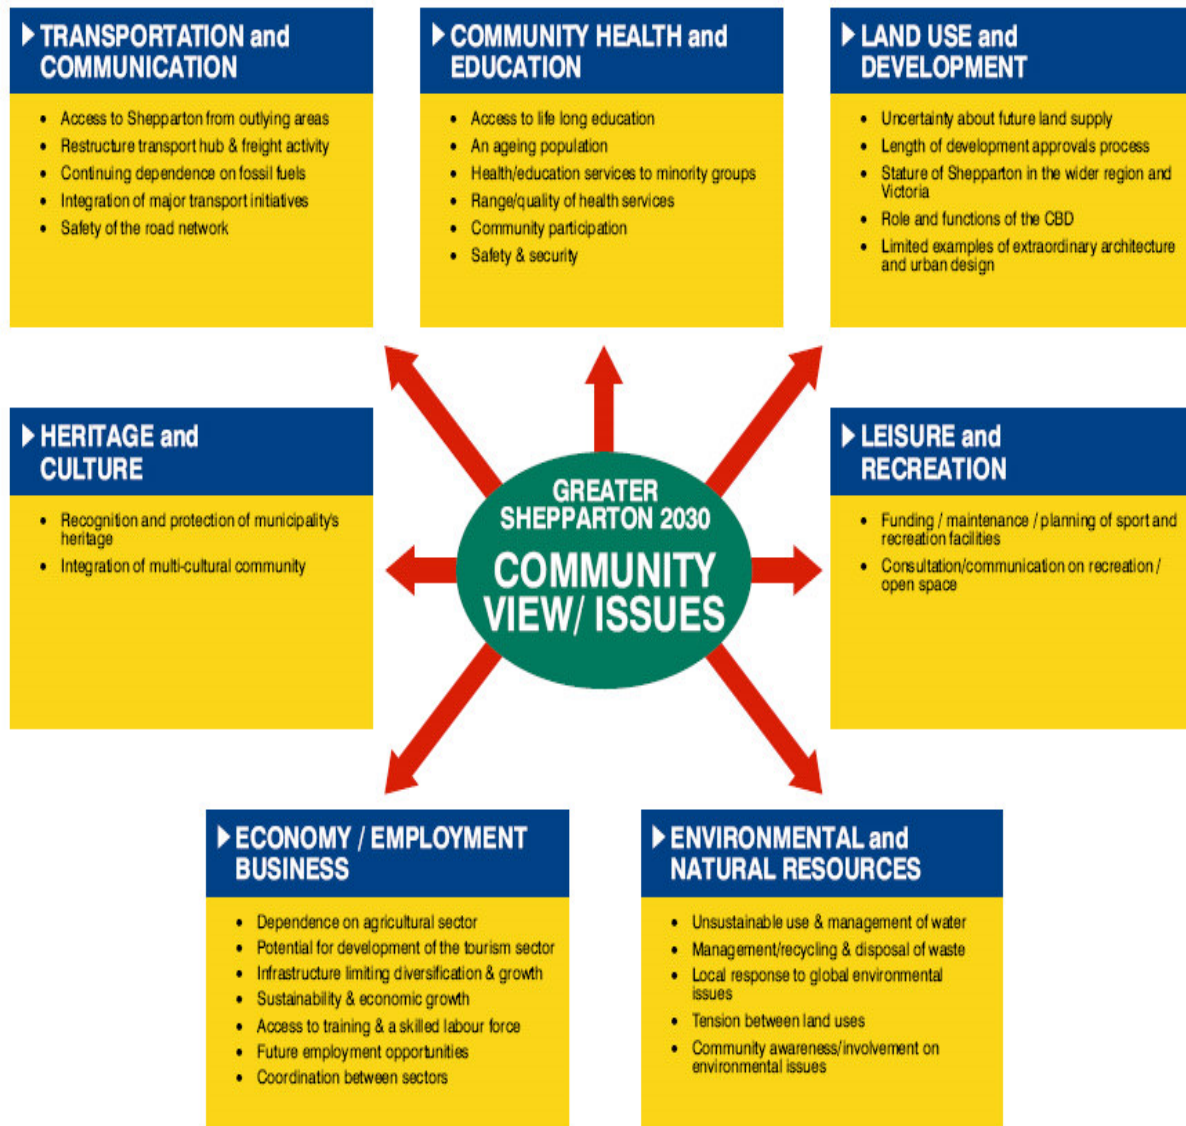 TRANSPORTATION and
COMMUNICATION
• Access to Shepparton from outlying areas
• Restructure transport hub & freight activity
• Continuing dependence on fossil fuels
• Integration of major transport initiatives
• Safety of the road network
COMMUNITY HEALTH and
EDUCATION
• Access to life long education
• An ageing population
• Health/education services to minority groups
• Range/quality of health services
• Community participation
• Safety & security
LAND USE and
DEVELOPMENT
• Uncertainty about future land supply
• Length of development approvals process
• Stature of Shepparton in the wider region and
Victoria
• Role and functions of the CBD
• Limited examples of extraordinary architecture
and urban design
HERITAGE and
CULTURE
• Recognition and protection of municipality's
heritage
• Integration of multi-cultural community
GREATER
SHEPPARTON 2030
COMMUNITY
VIEW/ ISSUES
LEISURE and
RECREATION
• Funding / maintenance / planning of sport and
recreation facilities
• Consultation/communication on recreation /
open space
ECONOMY / EMPLOYMENT
BUSINESS
• Dependence on agricultural sector
• Potential for development of the tourism sector
• Infrastructure limiting diversification & growth
• Sustainability & economic growth
• Access to training & a skilled labour force
• Future employment opportunities
• Coordination between sectors
ENVIRONMENTAL and
NATURAL RESOURCES
• Unsustainable use & management of water
• Management/recycling & disposal of waste
• Local response to global environmental
issues
• Tension between land uses
• Community awareness/involvement on
environmental issues